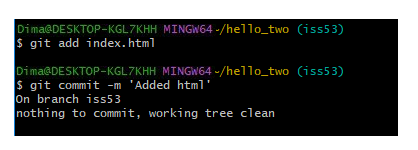 Dima@DESKTOP-KGL7KHH MINGW64 ~/hello_two (iss53)
$ git add index.html
Dima@DESKTOP-KGL7KHH MINGW64 ~/hello_two (iss53)
$ git commit -m 'Added html'
On branch iss53
nothing to commit, working tree clean